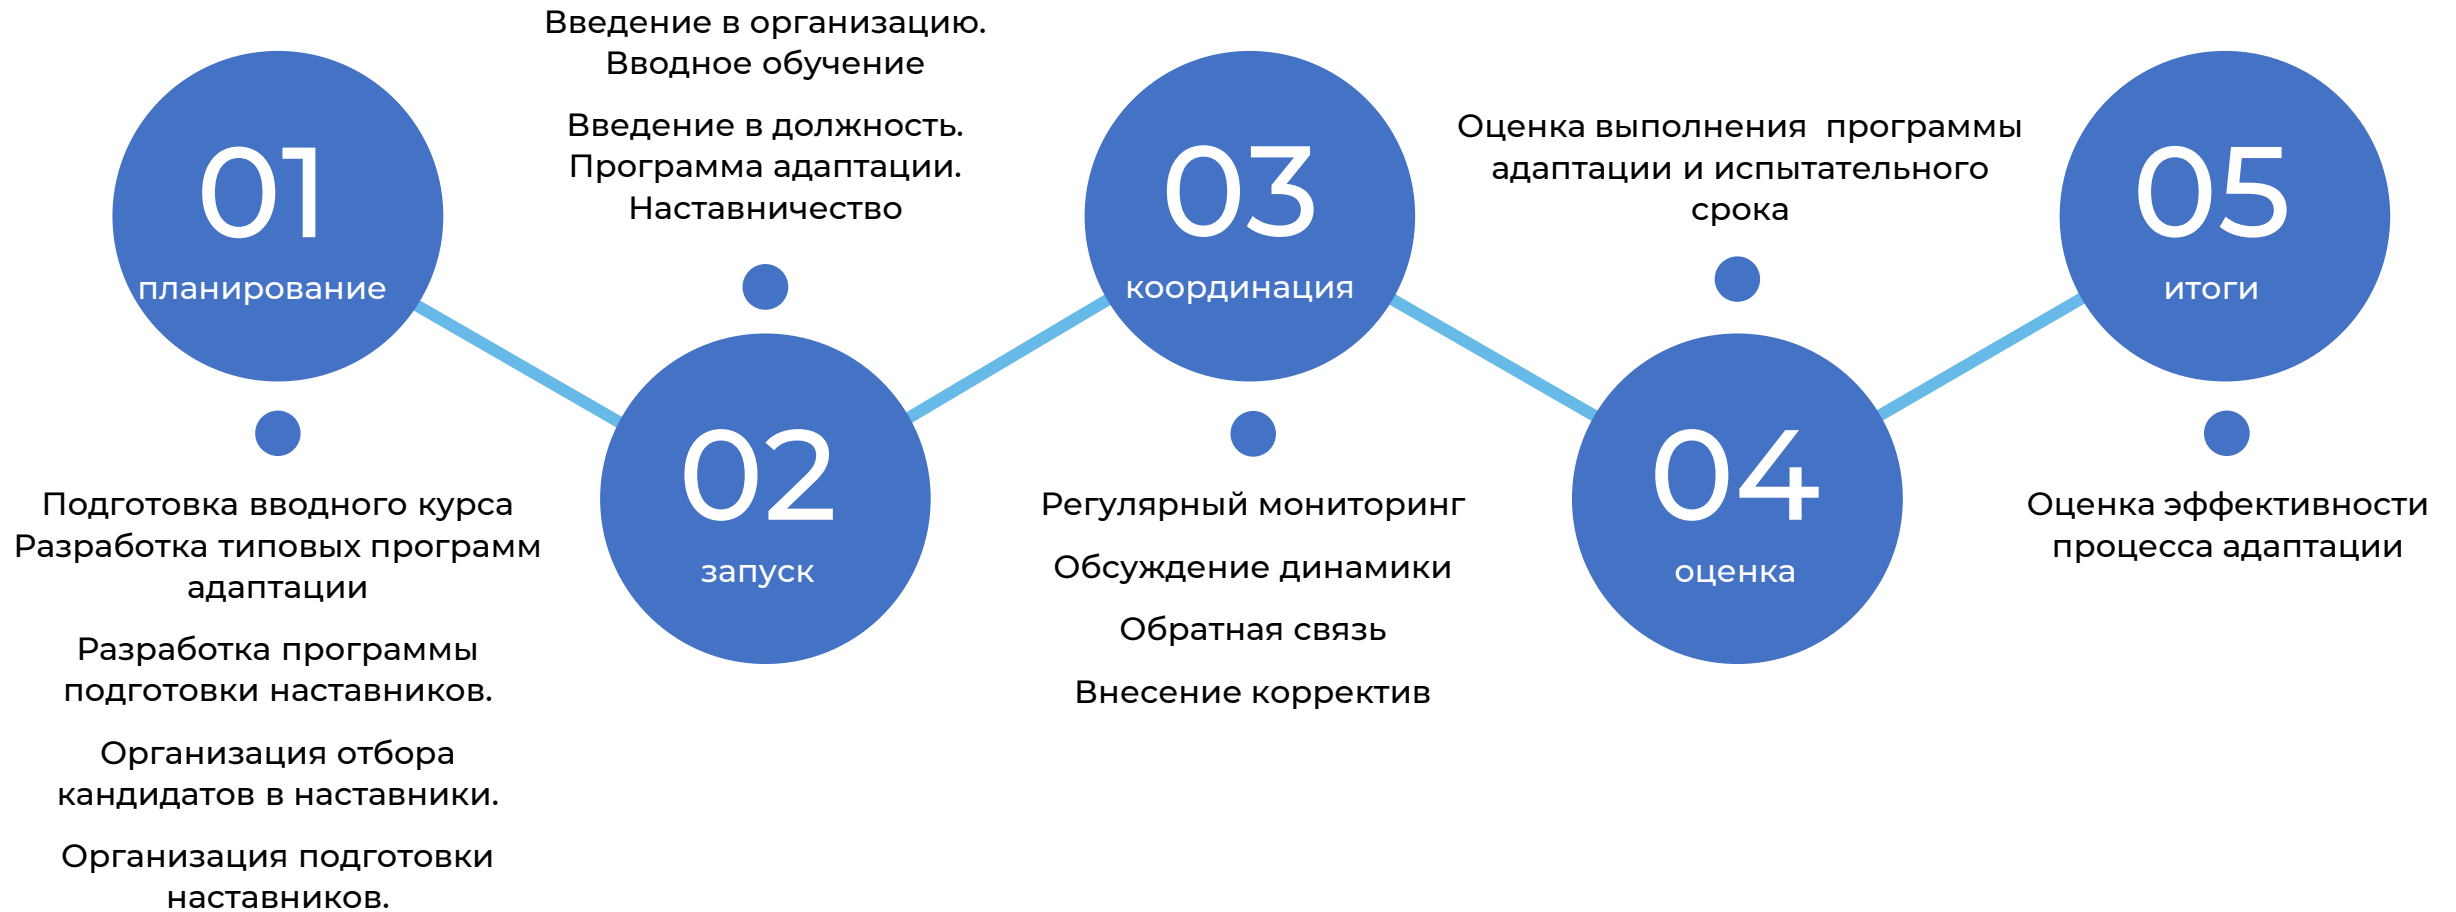 01
планирование
Подготовка вводного курса
Разработка типовых программ
адаптации
Разработка программы
подготовки наставников.
Организация отбора
кандидатов в наставники.
Организация подготовки
наставников.
Введение в организацию.
Вводное обучение
Введение в должность.
Программа адаптации.
Наставничество
02
запуск
03
координация
Регулярный мониторинг
Обсуждение динамики
Обратная связь
Внесение корректив
Оценка выполнения  программы
адаптации и испытательного
срока
04
оценка
05
итоги
Оценка эффективности
процесса адаптации